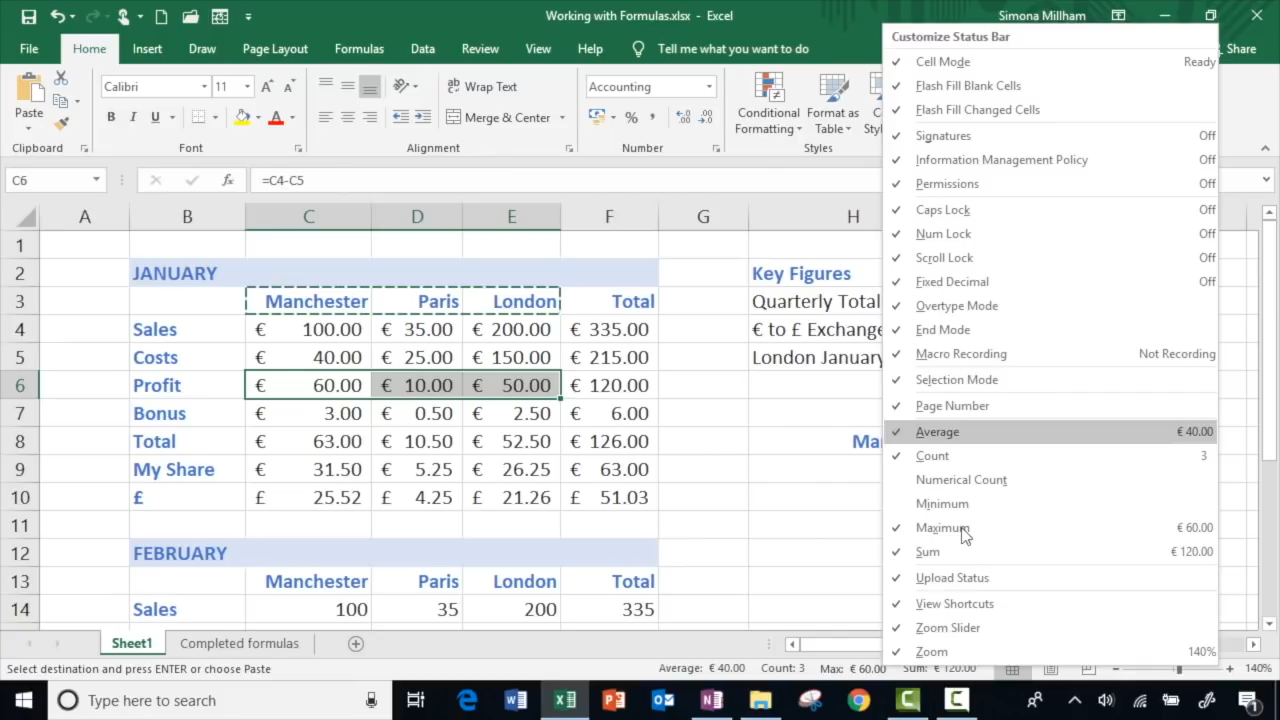 Working with Formulas.xlsx - Excel
Simona Millham
File Home Insert Draw Page Layout Formulas Data Review View Help Tell me what you want to do Share
Paste
Clipboard
Calibri 11
B I U A
Font
Wrap Text
Merge & Center
Alignment
Accounting
% ,
Number
Conditional Formatting
Format as Table
Styles
C6 fx =C4-C5
A B C D E F G H
1
2 JANUARY Key Figures
3 Manchester Paris London Total Quarterly Total
4 Sales € 100.00 € 35.00 € 200.00 € 335.00 € to £ Exchange
5 Costs € 40.00 € 25.00 € 150.00 € 215.00 London January
6 Profit € 60.00 € 10.00 € 50.00 € 120.00
7 Bonus € 3.00 € 0.50 € 2.50 € 6.00
8 Total € 63.00 € 10.50 € 52.50 € 126.00
9 My Share € 31.50 € 5.25 € 26.25 € 63.00
10 £ £ 25.52 £ 4.25 £ 21.26 £ 51.03
11
12 FEBRUARY
13 Manchester Paris London Total
14 Sales 100 35 200 335
Customize Status Bar
Cell Mode Ready
Flash Fill Blank Cells
Flash Fill Changed Cells
Signatures Off
Information Management Policy Off
Permissions Off
Caps Lock Off
Num Lock Off
Scroll Lock Off
Fixed Decimal Off
Overtype Mode
End Mode
Macro Recording Not Recording
Selection Mode
Page Number
Average € 40.00
Count 3
Numerical Count
Minimum
Maximum € 60.00
Sum € 120.00
Upload Status
View Shortcuts
Zoom Slider
Zoom 140%
Sheet1 Completed formulas
Select destination and press ENTER or choose Paste Average: € 40.00 Count: 3 Max: € 60.00 Sum: € 120.00 140%
Type here to search